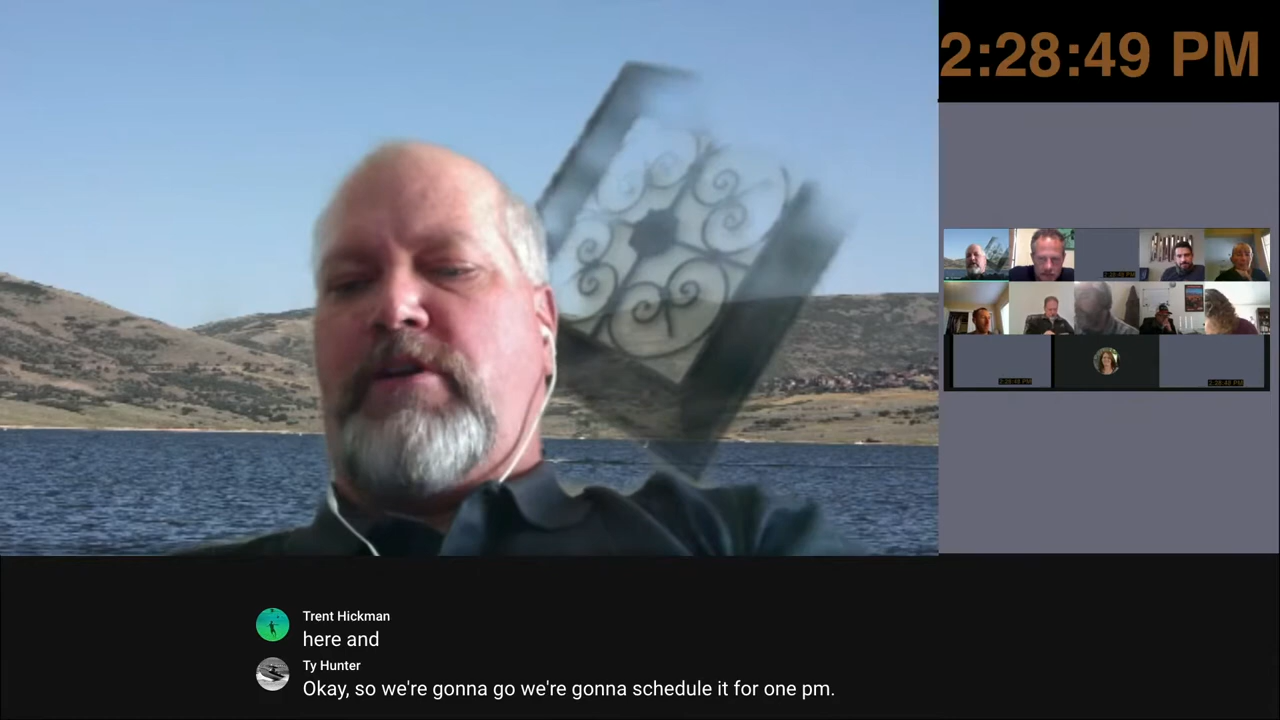 2:28:49 PM
Trent Hickman
here and
Ty Hunter
Okay, so we're gonna go we're gonna schedule it for one pm.